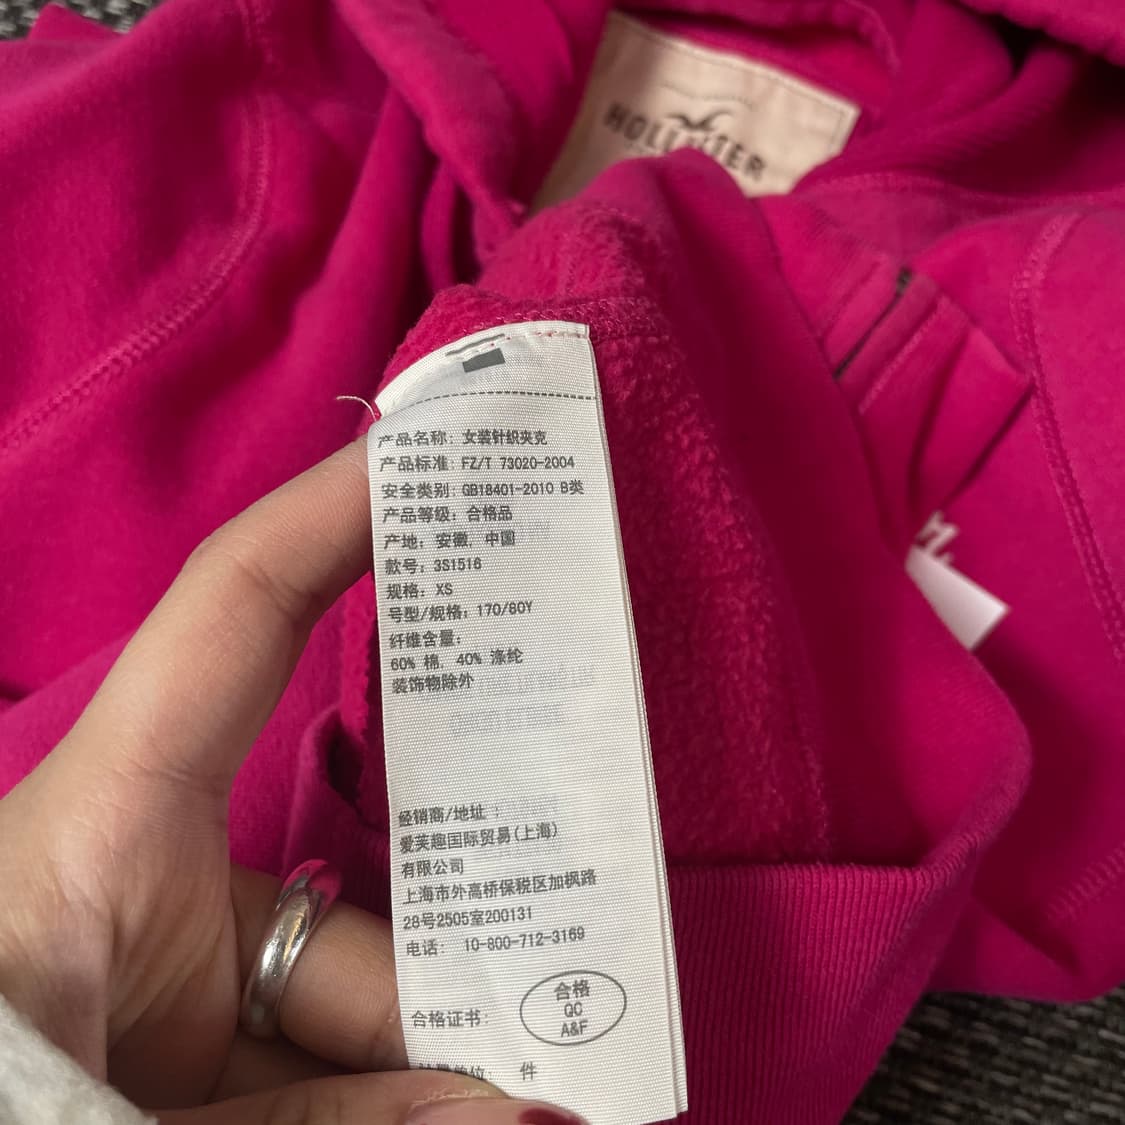 HOLLISTER
产品名称: 女装针织夹克
产品标准: FZ/T 73020-2004
安全类别: GB18401-2010 B类
产品等级: 合格品
产地: 安徽, 中国
款号: 3S1516
规格: XS
号型/规格: 170/80Y
纤维含量:
60% 棉, 40% 涤纶
装饰物除外
经销商/地址 :
爱芙趣国际贸易(上海)
有限公司
上海市外高桥保税区加枫路
28号2505室200131
电话: 10-800-712-3169
合格证书:
合格
QC
A&F
件